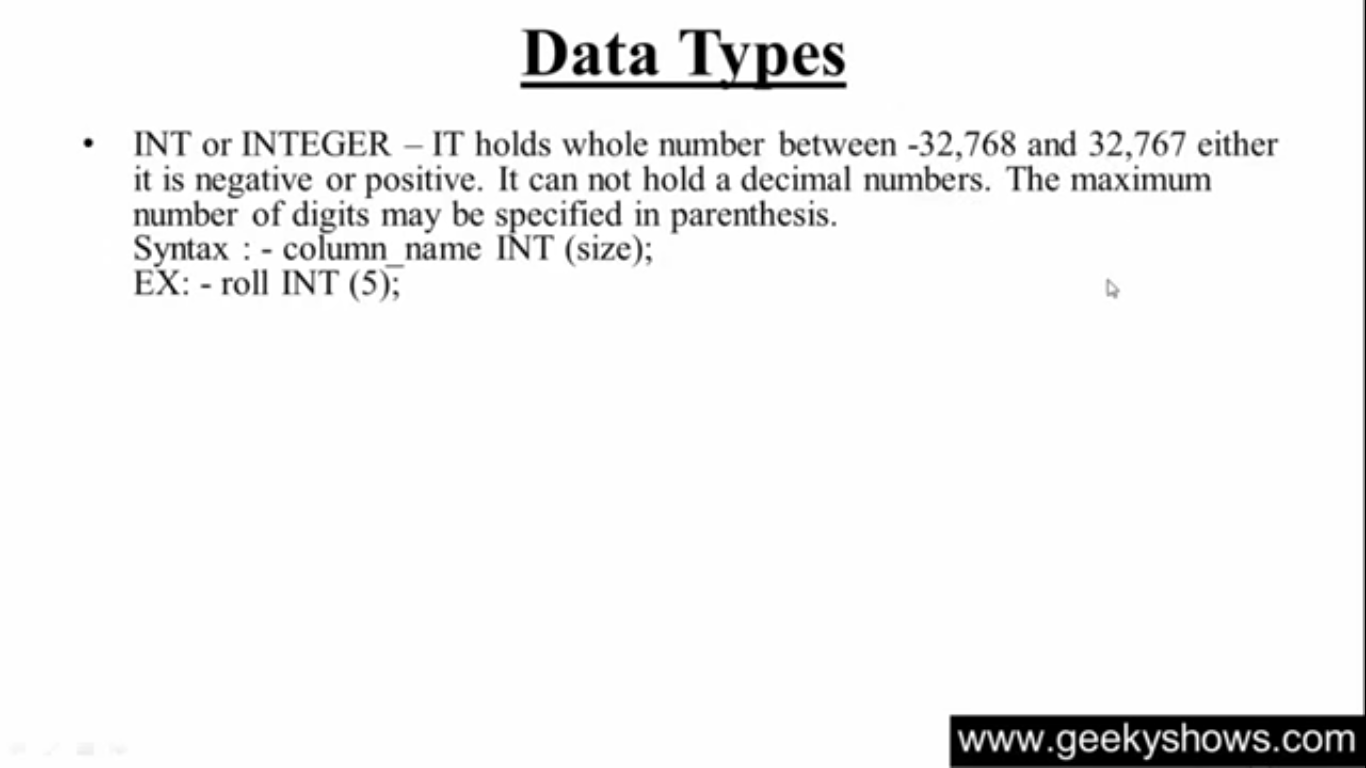 Data Types
• INT or INTEGER – IT holds whole number between -32,768 and 32,767 either
it is negative or positive. It can not hold a decimal numbers. The maximum
number of digits may be specified in parenthesis.
Syntax : - column_name INT (size);
EX: - roll INT (5);
www.geekyshows.com